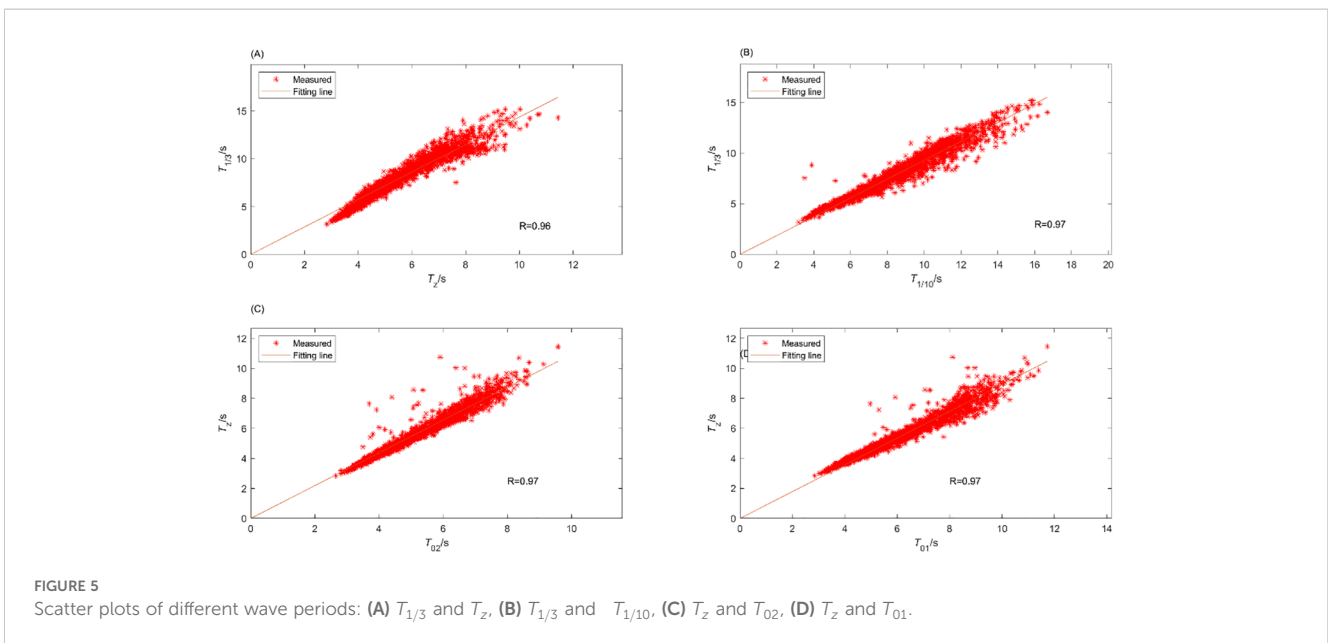 (A)
Measured
Fitting line
15
10
5
0
T1/3/s
R=0.96
0 2 4 6 8 10 12
Tz/s
(B)
Measured
Fitting line
15
10
5
0
T1/3/s
R=0.97
0 2 4 6 8 10 12 14 16 18 20
T1/10/s
(C)
Measured
Fitting line
12
10
8
6
4
2
0
Tz/s
R=0.97
0 2 4 6 8 10
T02/s
(D
Measured
Fitting line
12
10
8
6
4
2
0
Tz/s
R=0.97
0 2 4 6 8 10 12 14
T01/s
FIGURE 5
Scatter plots of different wave periods: (A) T1/3 and Tz, (B) T1/3 and T1/10, (C) Tz and T02, (D) Tz and T01.